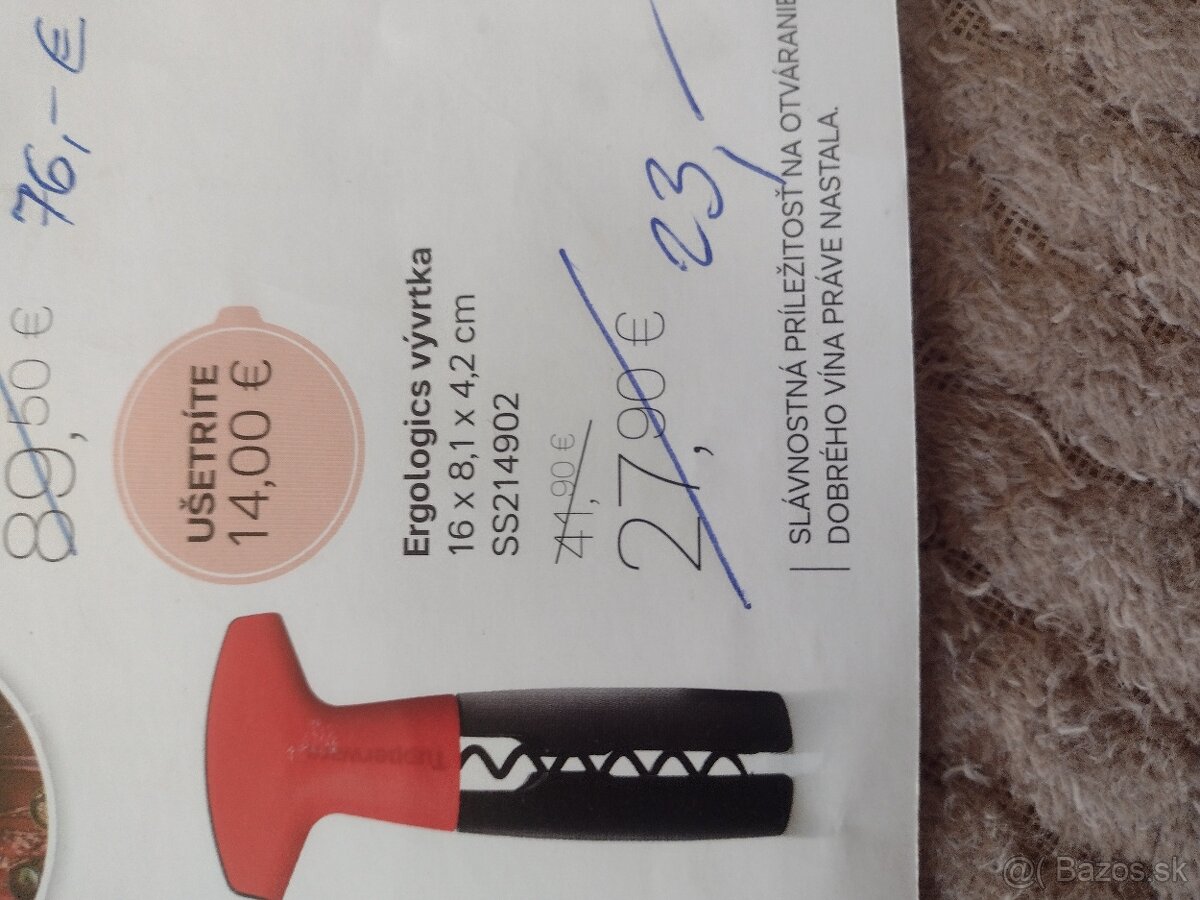 89,50 € 76,- €
UŠETRÍTE
14,00 €
Ergologics vývrtka
16 x 8,1 x 4,2 cm
SS214902
41,90 €
27,90 € 23,-
SLÁVNOSTNÁ PRÍLEŽITOSŤ NA OTVÁRANIE
DOBRÉHO VÍNA PRÁVE NASTALA.
Tupperware
@( Bazos.sk